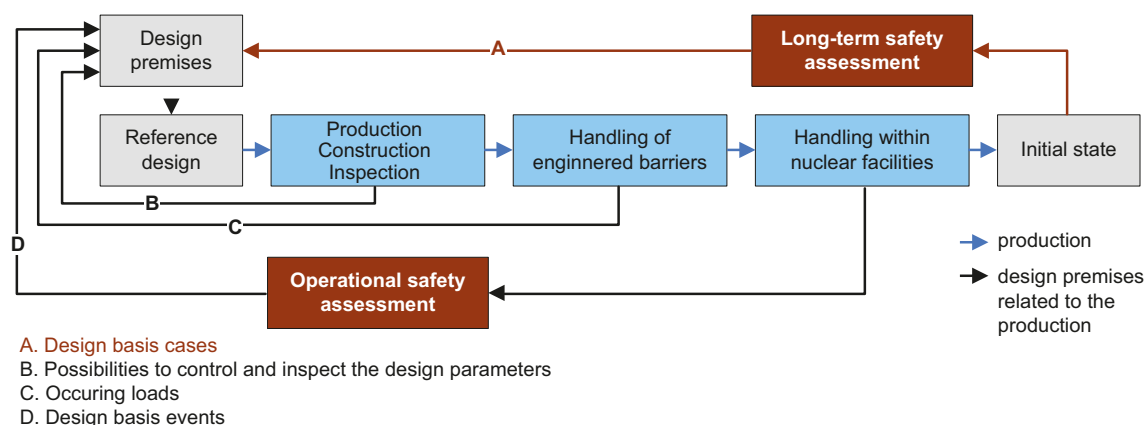 Design
premises
A
Long-term safety
assessment
Reference
design
Production
Construction
Inspection
Handling of
enginnered barriers
Handling within
nuclear facilities
Initial state
B
C
D
Operational safety
assessment
production
design premises
related to the
production
A. Design basis cases
B. Possibilities to control and inspect the design parameters
C. Occuring loads
D. Design basis events